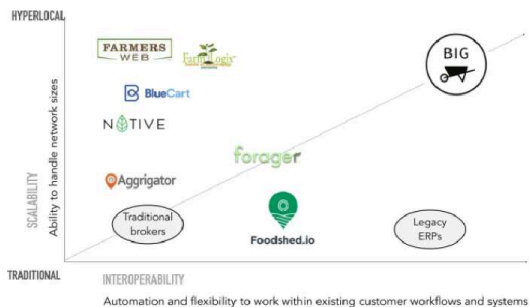 HYPERLOCAL
FARMERS
WEB
FarmLogix
BIG
BlueCart
NATIVE
forager
Aggrigator
SCALABILITY
Ability to handle network sizes
Traditional
brokers
Foodshed.io
Legacy
ERPs
TRADITIONAL
INTEROPERABILITY
Automation and flexibility to work within existing customer workflows and systems